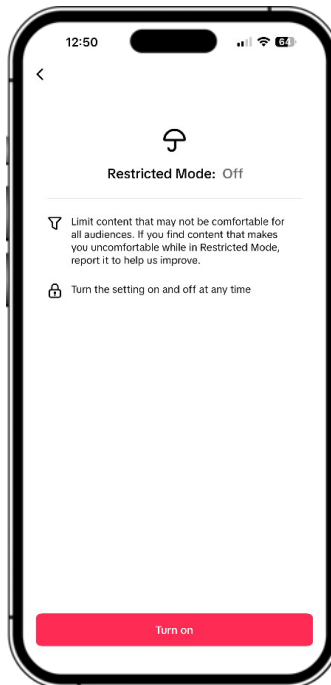 12:50
64
Restricted Mode: Off
Limit content that may not be comfortable for
all audiences. If you find content that makes
you uncomfortable while in Restricted Mode,
report it to help us improve.
Turn the setting on and off at any time
Turn on